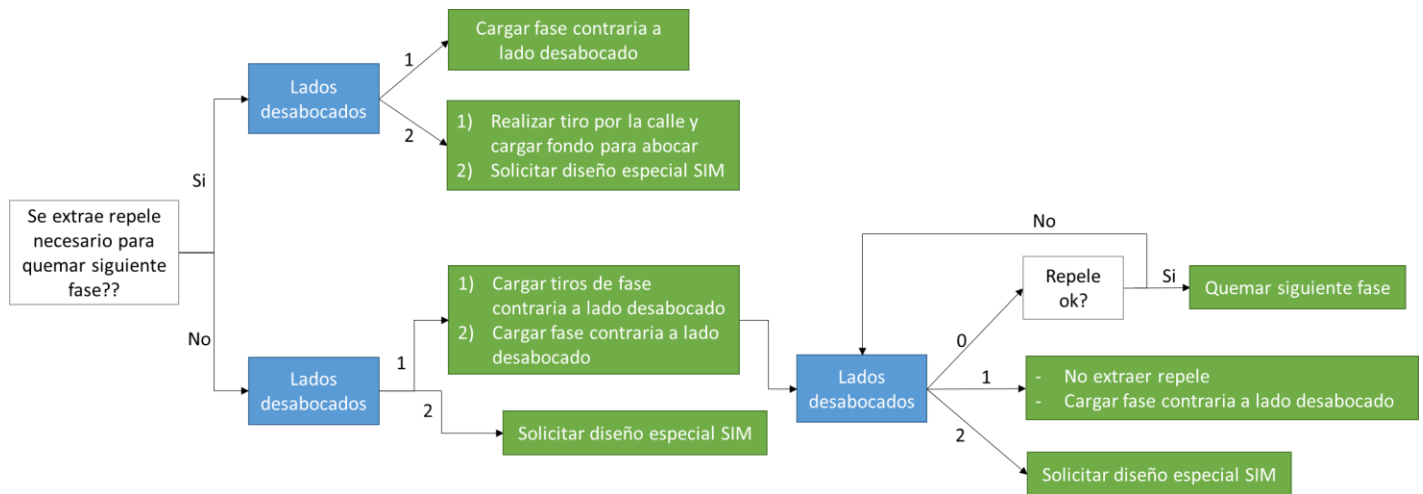 Cargar fase contraria a
lado desabocado
1
Lados
desabocados
2
1) Realizar tiro por la calle y
cargar fondo para abocar
2) Solicitar diseño especial SIM
Si
Se extrae repele
necesario para
quemar siguiente
fase??
No
Lados
desabocados
1
2
1) Cargar tiros de fase
contraria a lado desabocado
2) Cargar fase contraria a lado
desabocado
Solicitar diseño especial SIM
No
Repele
ok?
Si
Quemar siguiente fase
Lados
desabocados
0
1
2
- No extraer repele
- Cargar fase contraria a lado desabocado
Solicitar diseño especial SIM